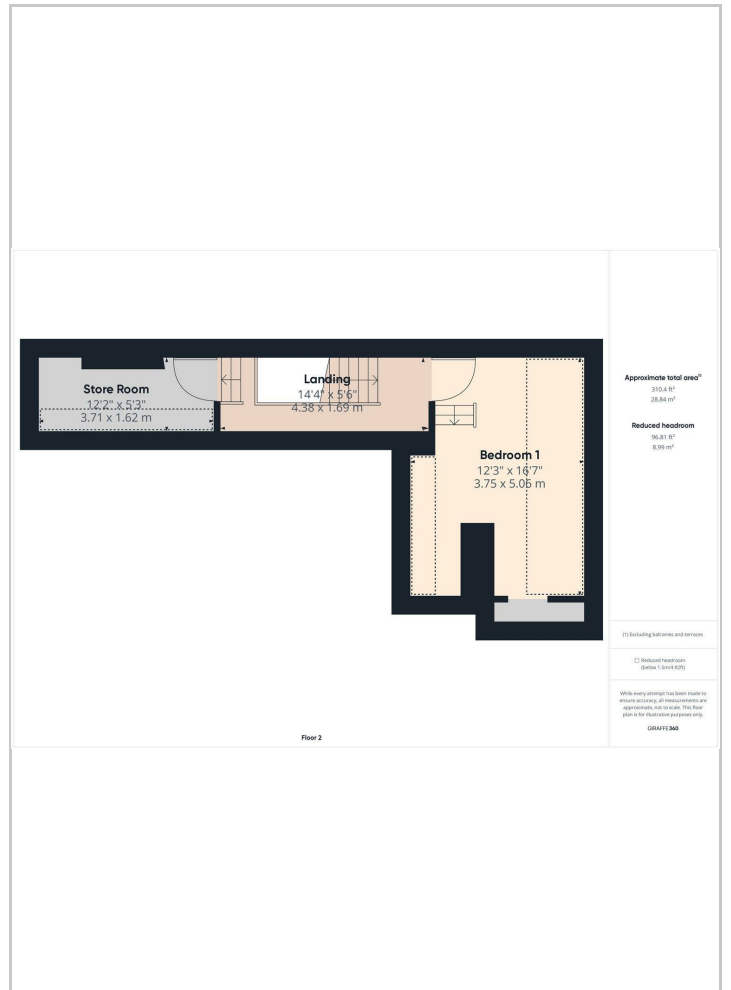 Store Room
12'2" x 5'3"
3.71 x 1.62 m
Landing
14'4" x 5'6"
4.38 x 1.69 m
Bedroom 1
12'3" x 16'7"
3.75 x 5.06 m
Floor 2
Approximate total area⁽¹⁾
310.4 ft²
28.84 m²
Reduced headroom
96.81 ft²
8.99 m²
(1) Excluding balconies and terraces
Reduced headroom
(below 1.5m/4.92ft)
While every attempt has been made to
ensure accuracy, all measurements are
approximate, not to scale. This floor
plan is for illustrative purposes only.
GIRAFFE360